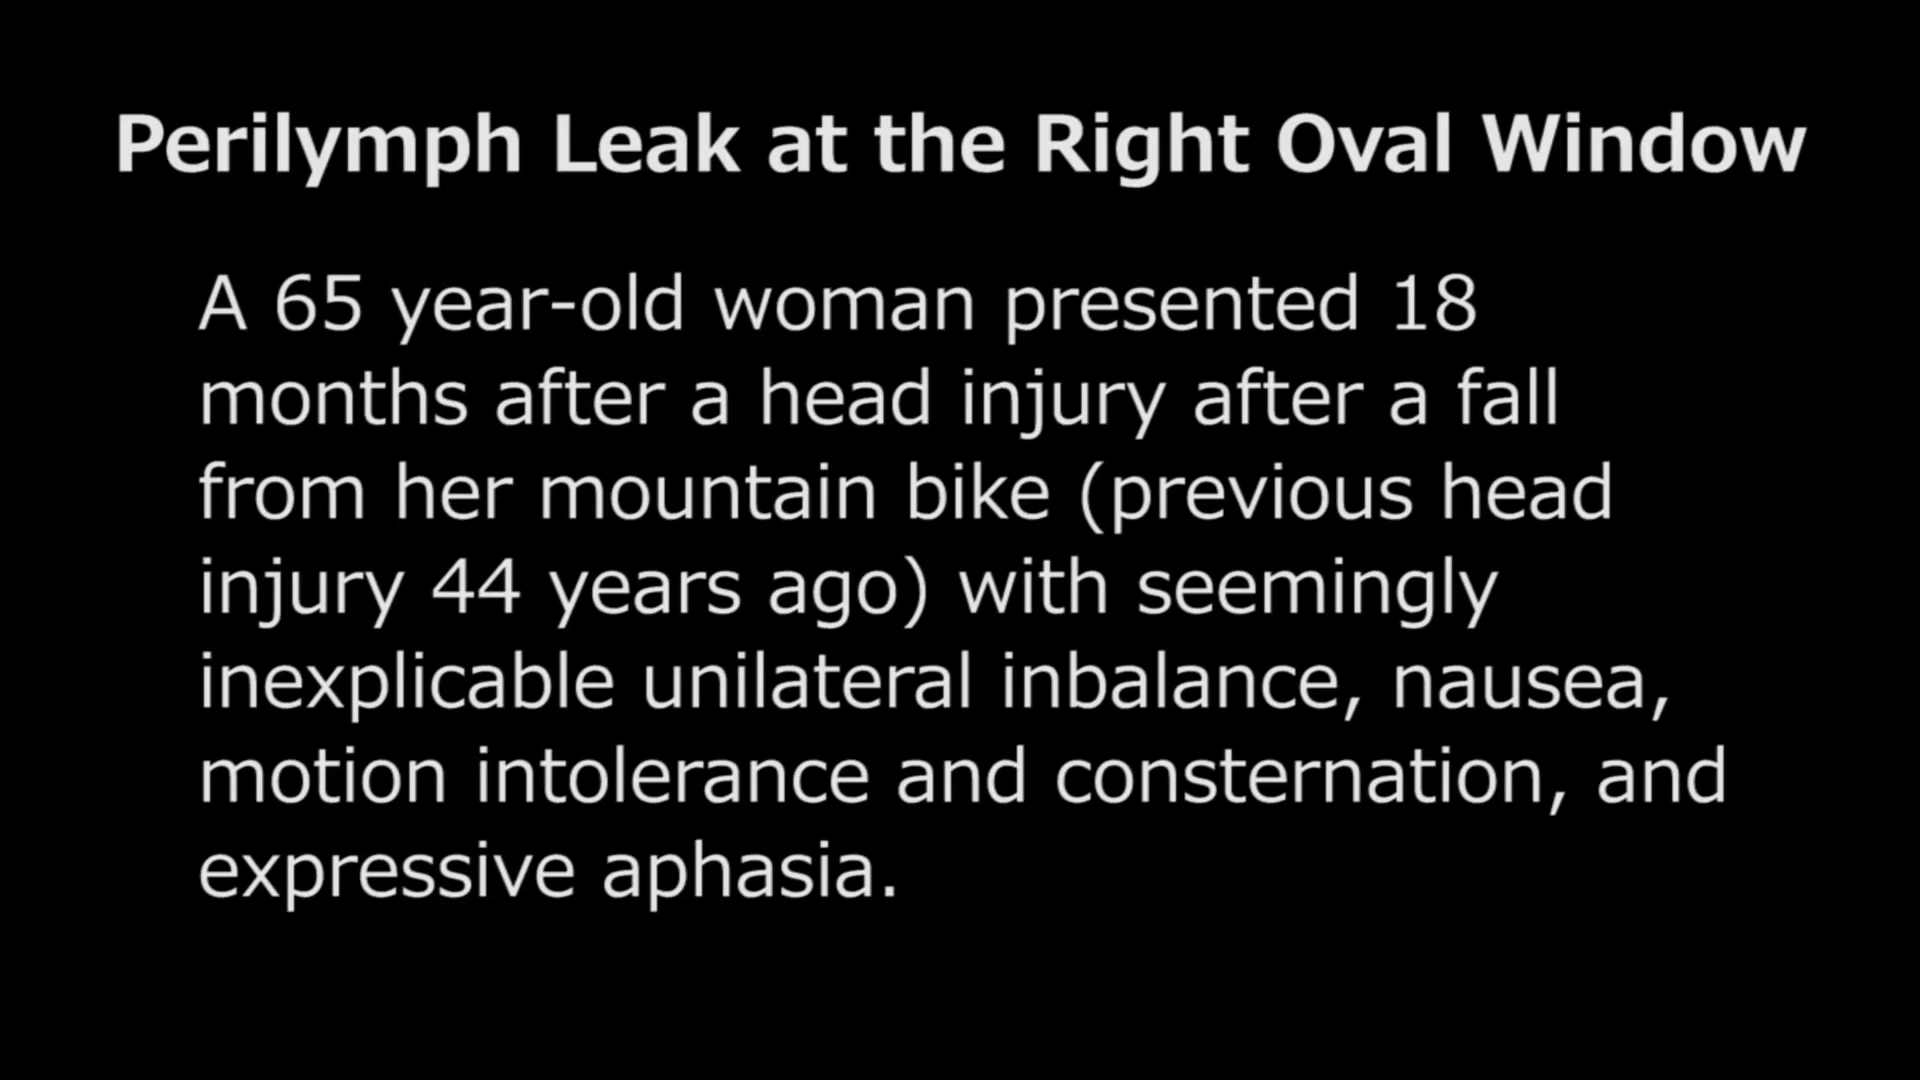 Perilymph Leak at the Right Oval Window
A 65 year-old woman presented 18
months after a head injury after a fall
from her mountain bike (previous head
injury 44 years ago) with seemingly
inexplicable unilateral inbalance, nausea,
motion intolerance and consternation, and
expressive aphasia.